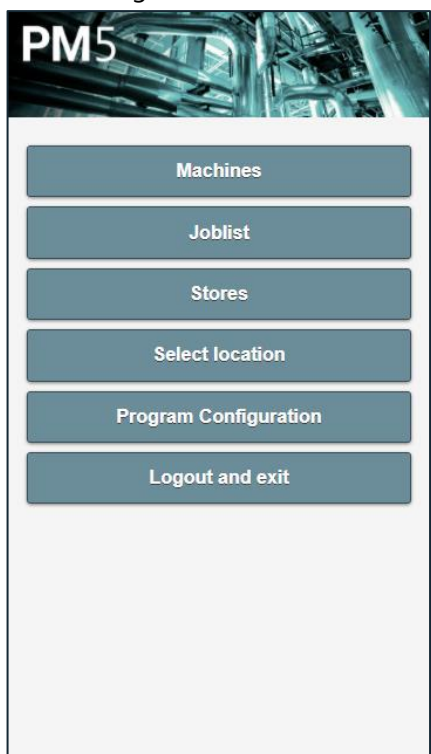 PM5
Machines
Joblist
Stores
Select location
Program Configuration
Logout and exit